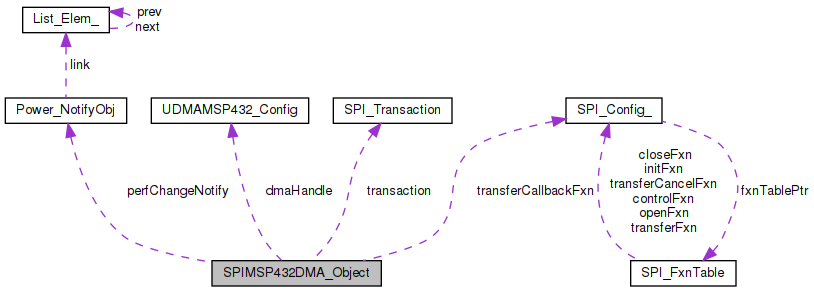 List_Elem_
prev
next
link
Power_NotifyObj
UDMAMSP432_Config
SPI_Transaction
SPI_Config_
perfChangeNotify
dmaHandle
transaction
transferCallbackFxn
closeFxn
initFxn
transferCancelFxn
controlFxn
openFxn
transferFxn
fxnTablePtr
SPIMSP432DMA_Object
SPI_FxnTable